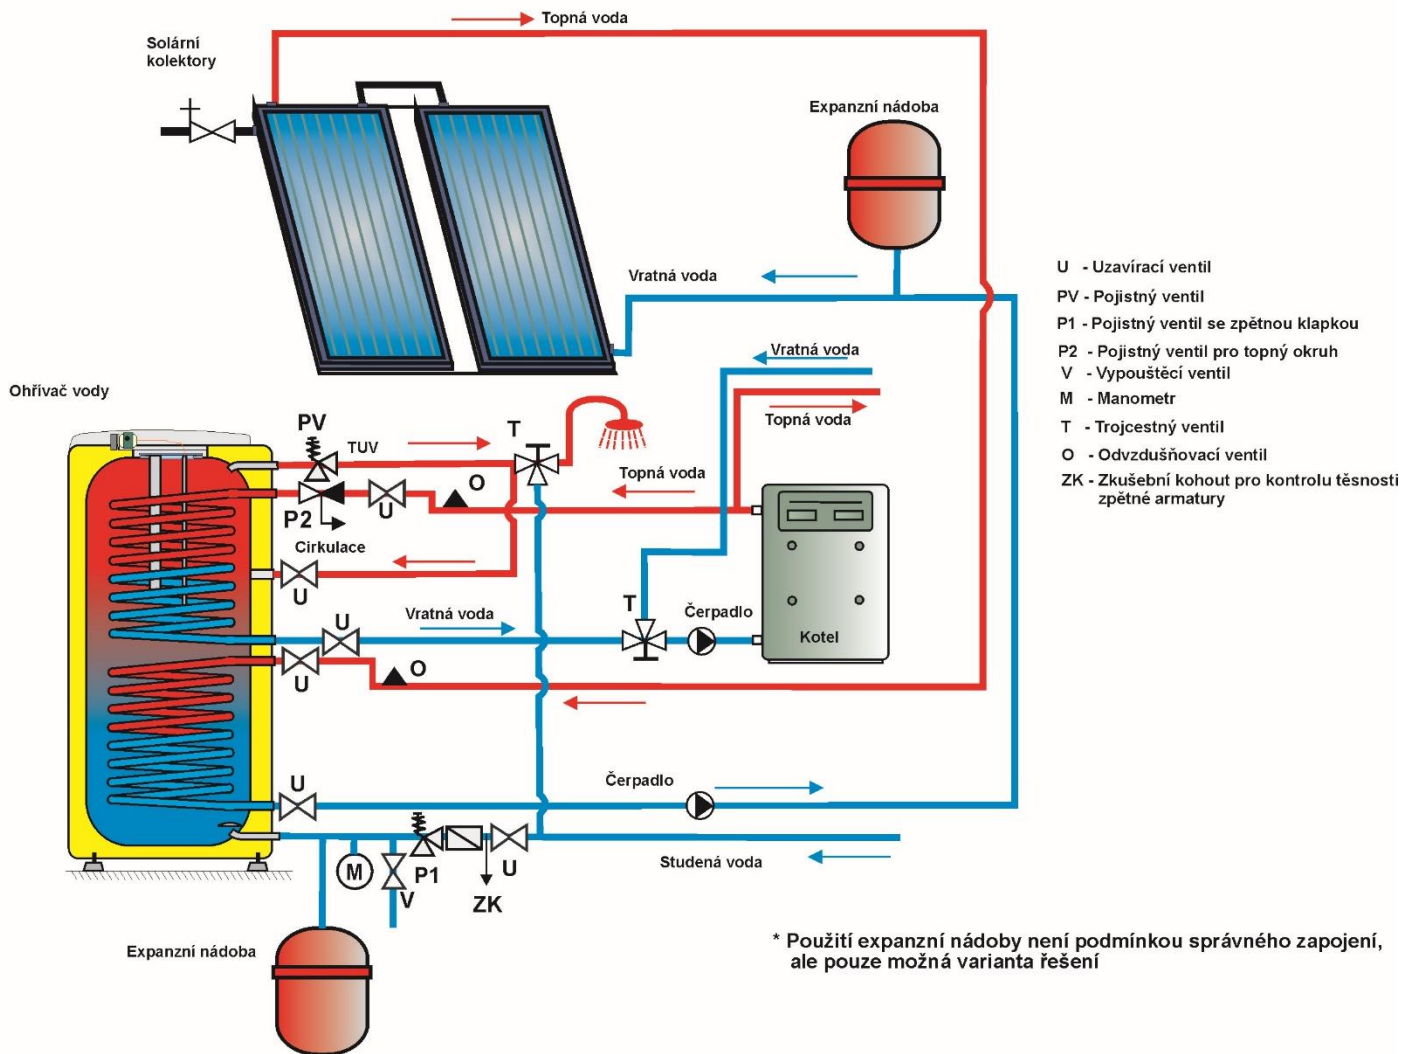 Topná voda
Solární
kolektory
Expanzní nádoba
Vratná voda
U - Uzavírací ventil
PV - Pojistný ventil
P1 - Pojistný ventil se zpětnou klapkou
P2 - Pojistný ventil pro topný okruh
V - Vypouštěcí ventil
M - Manometr
T - Trojcestný ventil
O - Odvzdušňovací ventil
ZK - Zkušební kohout pro kontrolu těsnosti
zpětné armatury
Vratná voda
Topná voda
Ohřivač vody
PV
TUV
T
Topná voda
O
U
P2
Cirkulace
U
Vratná voda
U
T
Čerpadlo
Kotel
U
O
U
Čerpadlo
M
V
P1
ZK
U
Studená voda
Expanzní nádoba
* Použití expanzní nádoby není podmínkou správného zapojení,
ale pouze možná varianta řešení